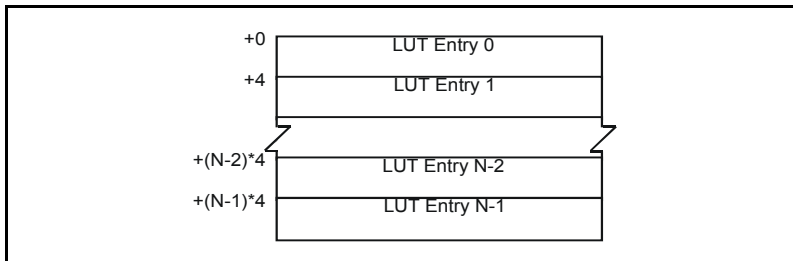 +0 LUT Entry 0
+4 LUT Entry 1
+(N-2)*4 LUT Entry N-2
+(N-1)*4 LUT Entry N-1